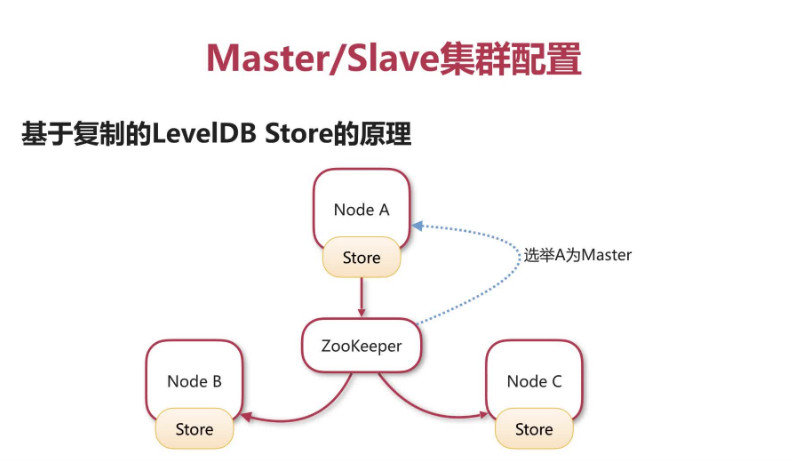 Master/Slave集群配置
基于复制的LevelDB Store的原理
Node A
Store
选举A为Master
ZooKeeper
Node B
Store
Node C
Store